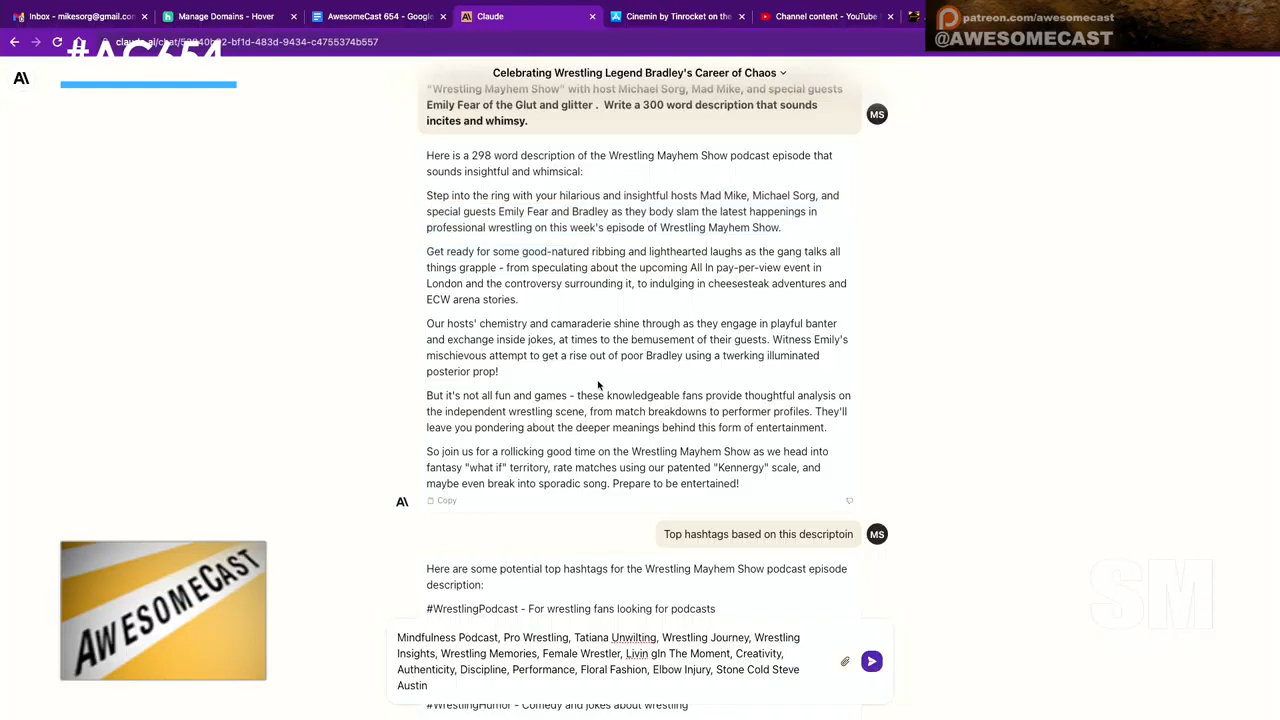 Inbox - mikesorg@gmail.com
Manage Domains - Hover
AwesomeCast 654 - Google
Claude
Cinemin by Tinrocket on the
Channel content - YouTube
patreon.com/awesomecast
@AWESOMECAST
#AC654
Celebrating Wrestling Legend Bradley's Career of Chaos
"Wrestling Mayhem Show" with host Michael Sorg, Mad Mike, and special guests
Emily Fear of the Glut and glitter . Write a 300 word description that sounds
incites and whimsy.
MS
Here is a 298 word description of the Wrestling Mayhem Show podcast episode that
sounds insightful and whimsical:
Step into the ring with your hilarious and insightful hosts Mad Mike, Michael Sorg, and
special guests Emily Fear and Bradley as they body slam the latest happenings in
professional wrestling on this week's episode of Wrestling Mayhem Show.
Get ready for some good-natured ribbing and lighthearted laughs as the gang talks all
things grapple - from speculating about the upcoming All In pay-per-view event in
London and the controversy surrounding it, to indulging in cheesesteak adventures and
ECW arena stories.
Our hosts' chemistry and camaraderie shine through as they engage in playful banter
and exchange inside jokes, at times to the bemusement of their guests. Witness Emily's
mischievous attempt to get a rise out of poor Bradley using a twerking illuminated
posterior prop!
But it's not all fun and games - these knowledgeable fans provide thoughtful analysis on
the independent wrestling scene, from match breakdowns to performer profiles. They'll
leave you pondering about the deeper meanings behind this form of entertainment.
So join us for a rollicking good time on the Wrestling Mayhem Show as we head into
fantasy "what if" territory, rate matches using our patented "Kennergy" scale, and
maybe even break into sporadic song. Prepare to be entertained!
Copy
Top hashtags based on this descriptoin
MS
Here are some potential top hashtags for the Wrestling Mayhem Show podcast episode
description:
#WrestlingPodcast - For wrestling fans looking for podcasts
Mindfulness Podcast, Pro Wrestling, Tatiana Unwilting, Wrestling Journey, Wrestling
Insights, Wrestling Memories, Female Wrestler, Livin gIn The Moment, Creativity,
Authenticity, Discipline, Performance, Floral Fashion, Elbow Injury, Stone Cold Steve
Austin
#WrestlingHumor - Comedy and jokes about wrestling
AWESOMECAST
SM